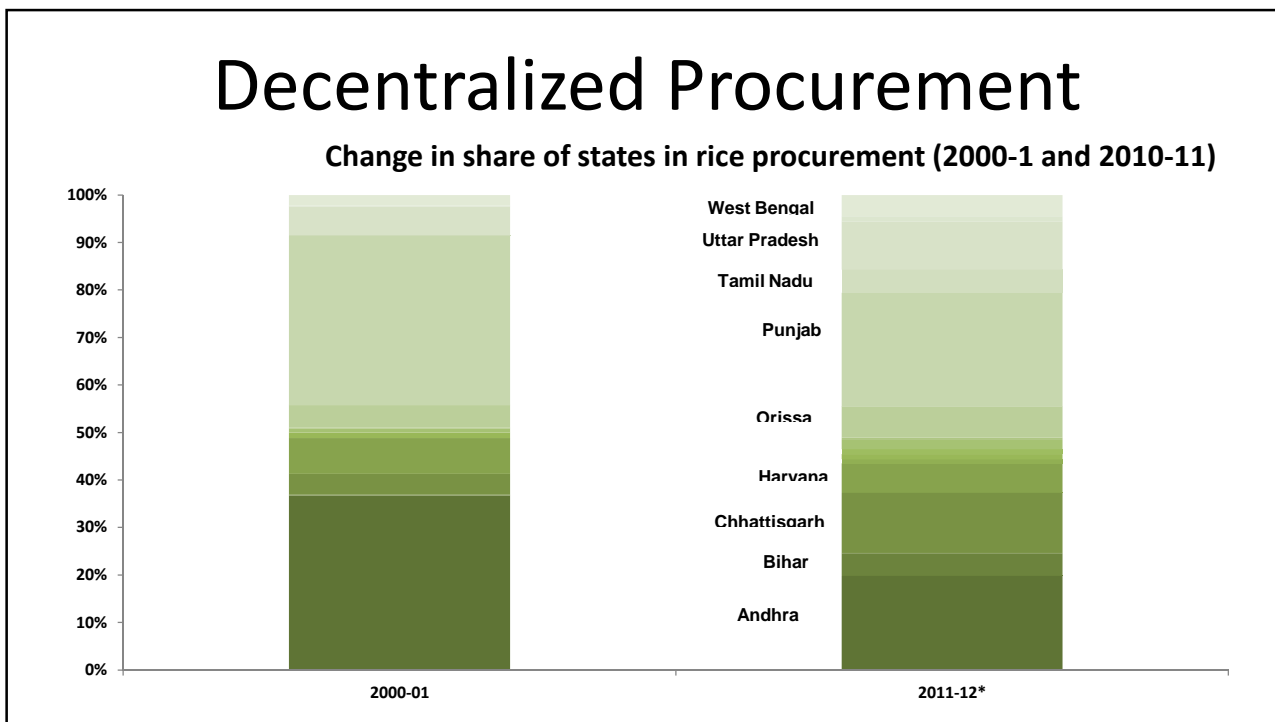 Decentralized Procurement
Change in share of states in rice procurement (2000-1 and 2010-11)
100%
90%
80%
70%
60%
50%
40%
30%
20%
10%
0%
West Bengal
Uttar Pradesh
Tamil Nadu
Punjab
Orissa
Haryana
Chhattisgarh
Bihar
Andhra
2000-01
2011-12*